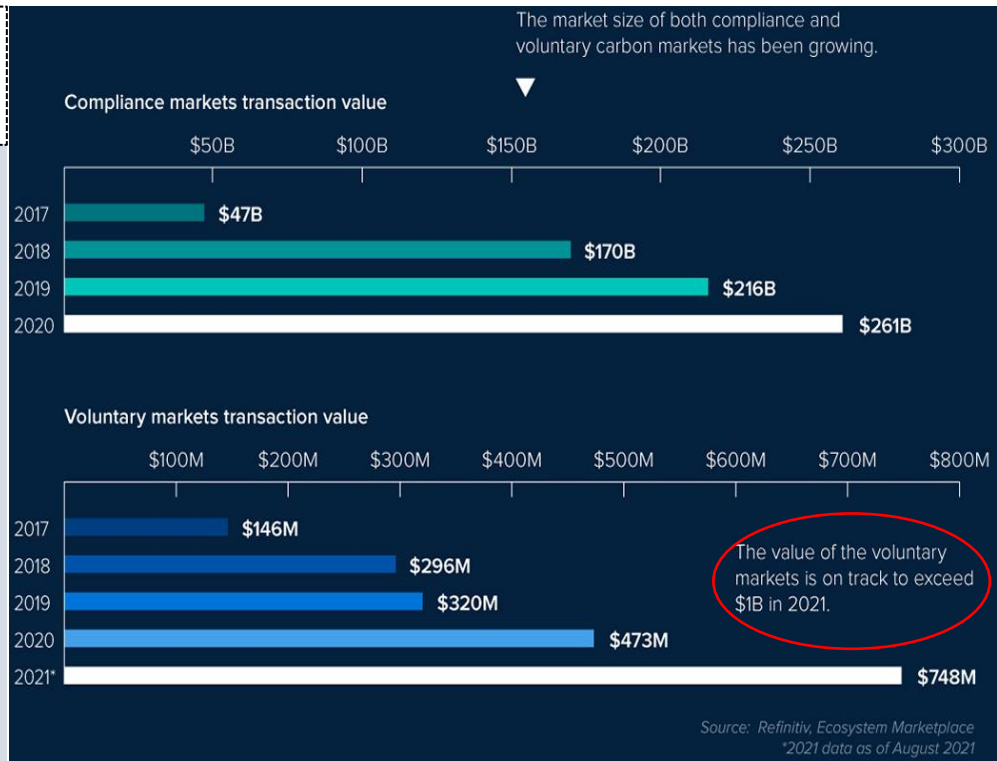 The market size of both compliance and
voluntary carbon markets has been growing.
Compliance markets transaction value
$50B $100B $150B $200B $250B $300B
2017 $47B
2018 $170B
2019 $216B
2020 $261B
Voluntary markets transaction value
$100M $200M $300M $400M $500M $600M $700M $800M
2017 $146M
2018 $296M
2019 $320M
2020 $473M
2021* $748M
The value of the voluntary
markets is on track to exceed
$1B in 2021.
Source: Refinitiv, Ecosystem Marketplace
*2021 data as of August 2021